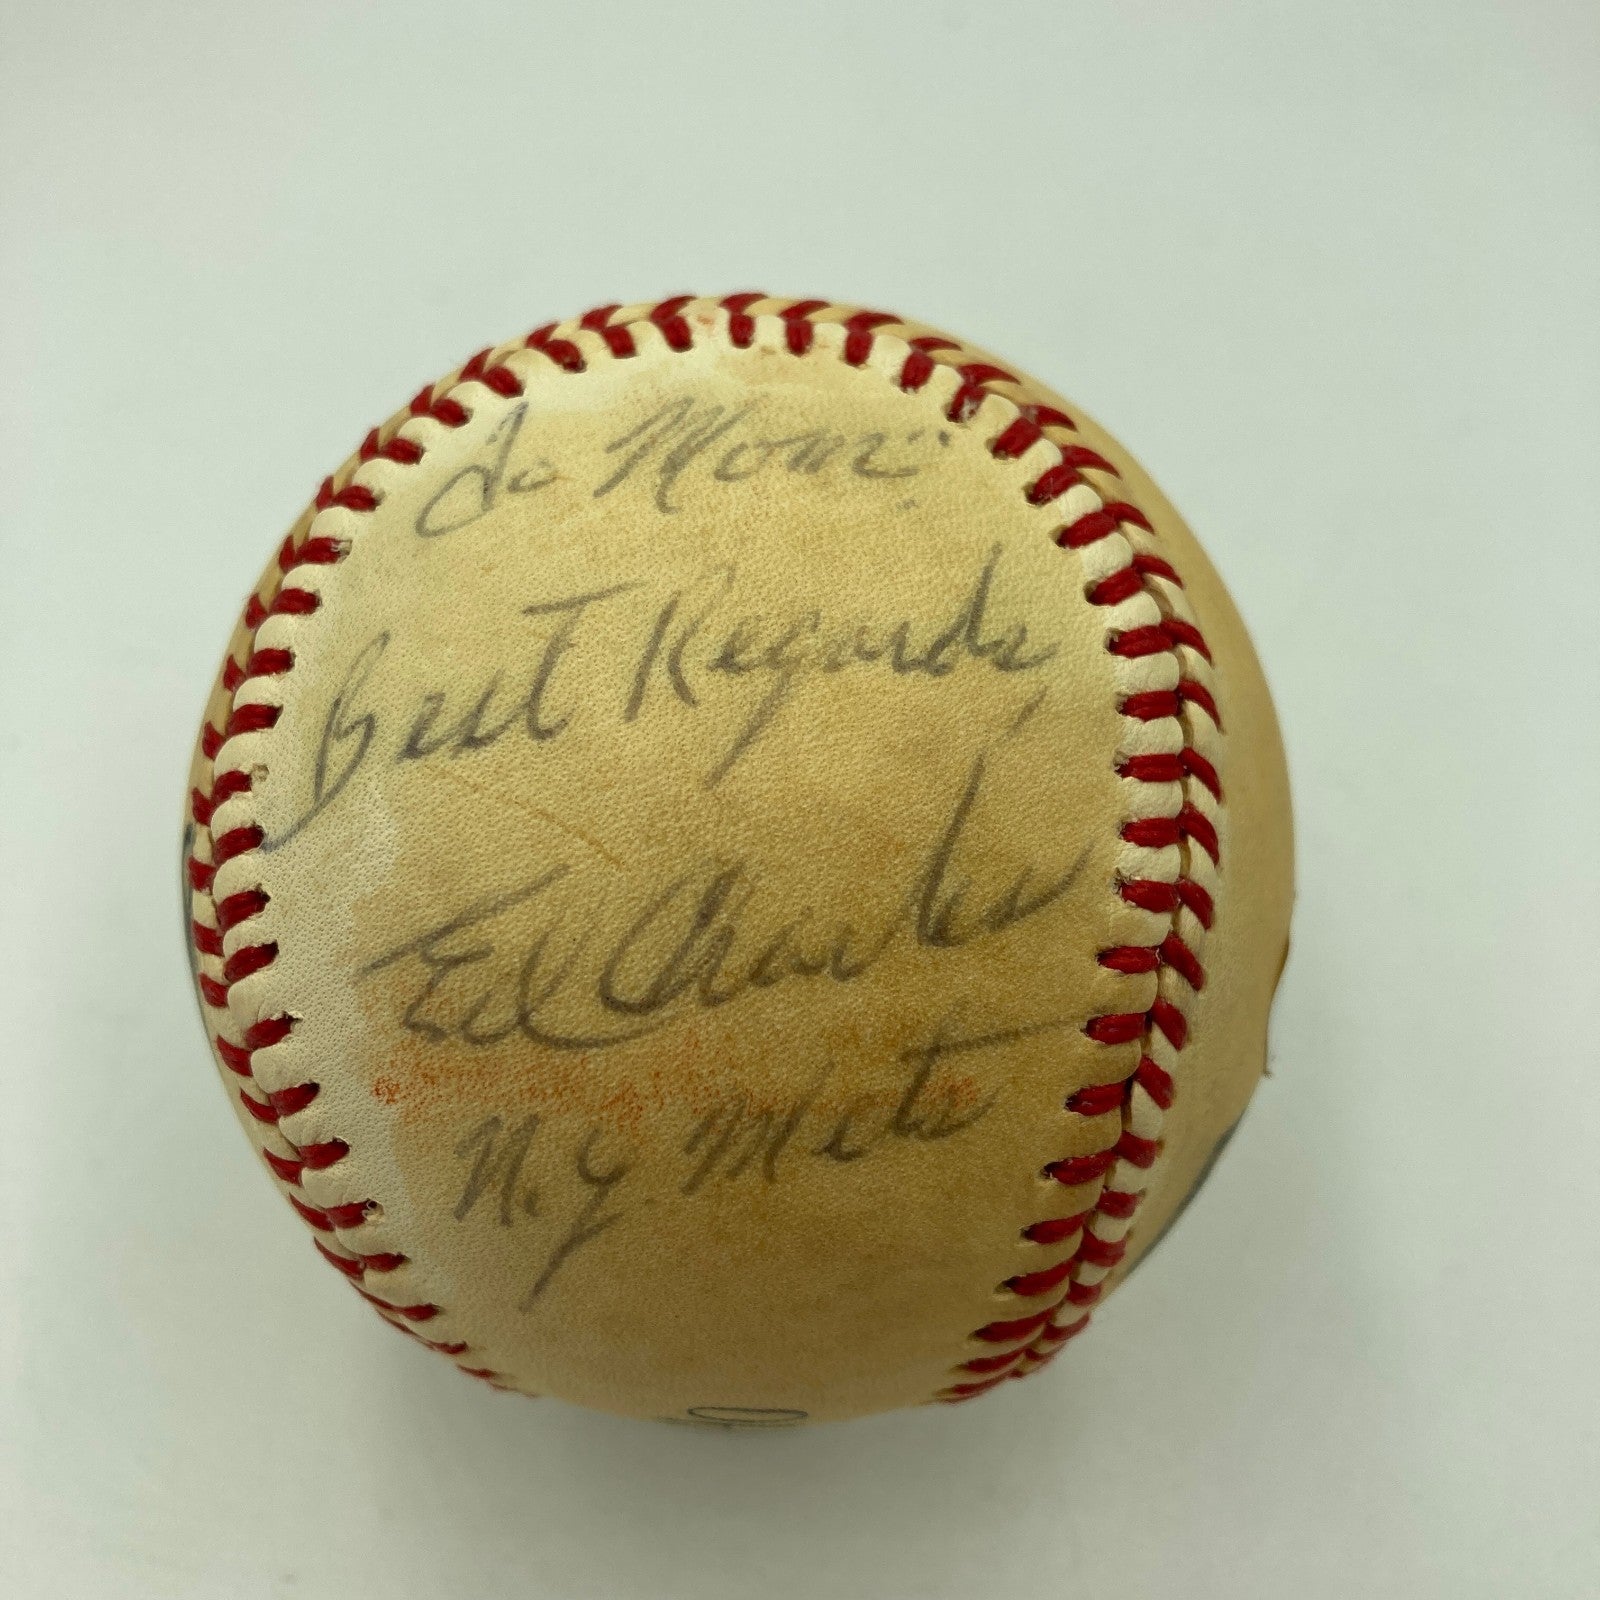 To "Mom"
Best Regards,
Ed Charles
N.Y. Mets